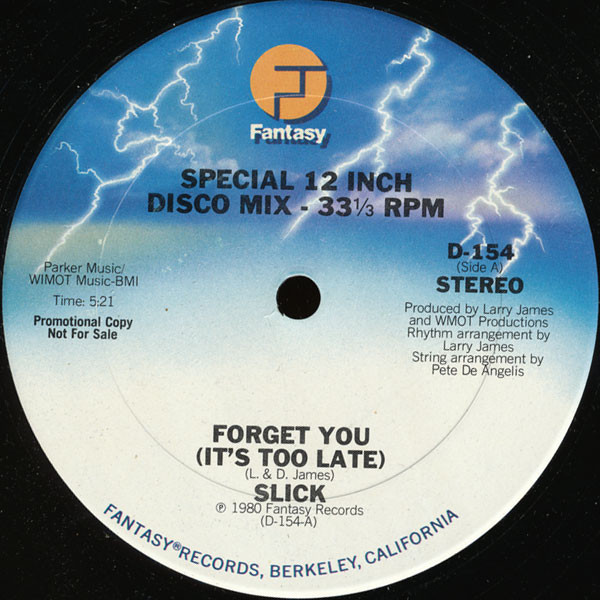 Fantasy
SPECIAL 12 INCH
DISCO MIX - 33⅓ RPM
Parker Music/
WIMOT Music-BMI
Time: 5:21
Promotional Copy
Not For Sale
D-154
(Side A)
STEREO
Produced by Larry James
and WMOT Productions
Rhythm arrangement by
Larry James
String arrangement by
Pete De Angelis
FORGET YOU
(IT'S TOO LATE)
(L. & D. James)
SLICK
℗ 1980 Fantasy Records
(D-154-A)
FANTASY®RECORDS, BERKELEY, CALIFORNIA